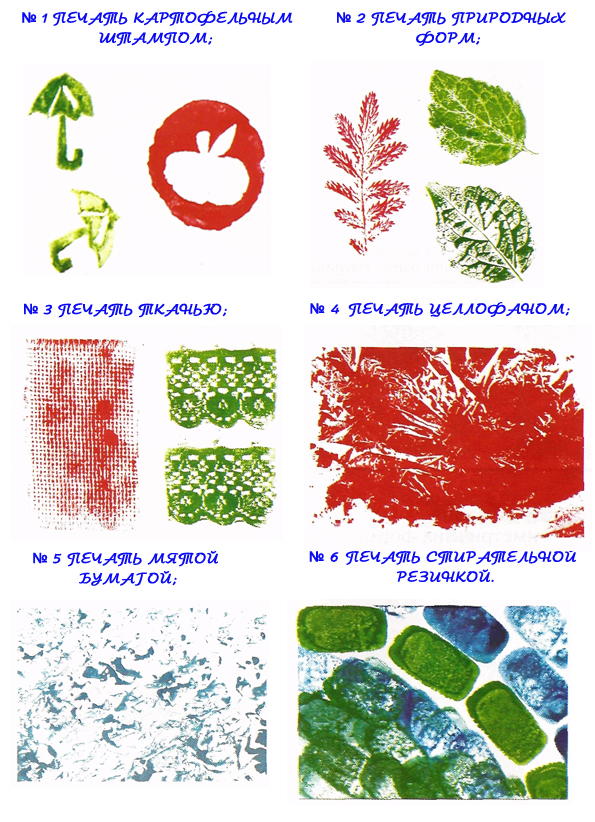 № 1 ПЕЧАТЬ КАРТОФЕЛЬНЫМ
ШТАМПОМ;
№ 2 ПЕЧАТЬ ПРИРОДНЫХ
ФОРМ;
№ 3 ПЕЧАТЬ ТКАНЬЮ;
№ 4 ПЕЧАТЬ ЦЕЛЛОФАНОМ;
№ 5 ПЕЧАТЬ МЯТОЙ
БУМАГОЙ;
№ 6 ПЕЧАТЬ СТИРАТЕЛЬНОЙ
РЕЗИНКОЙ.